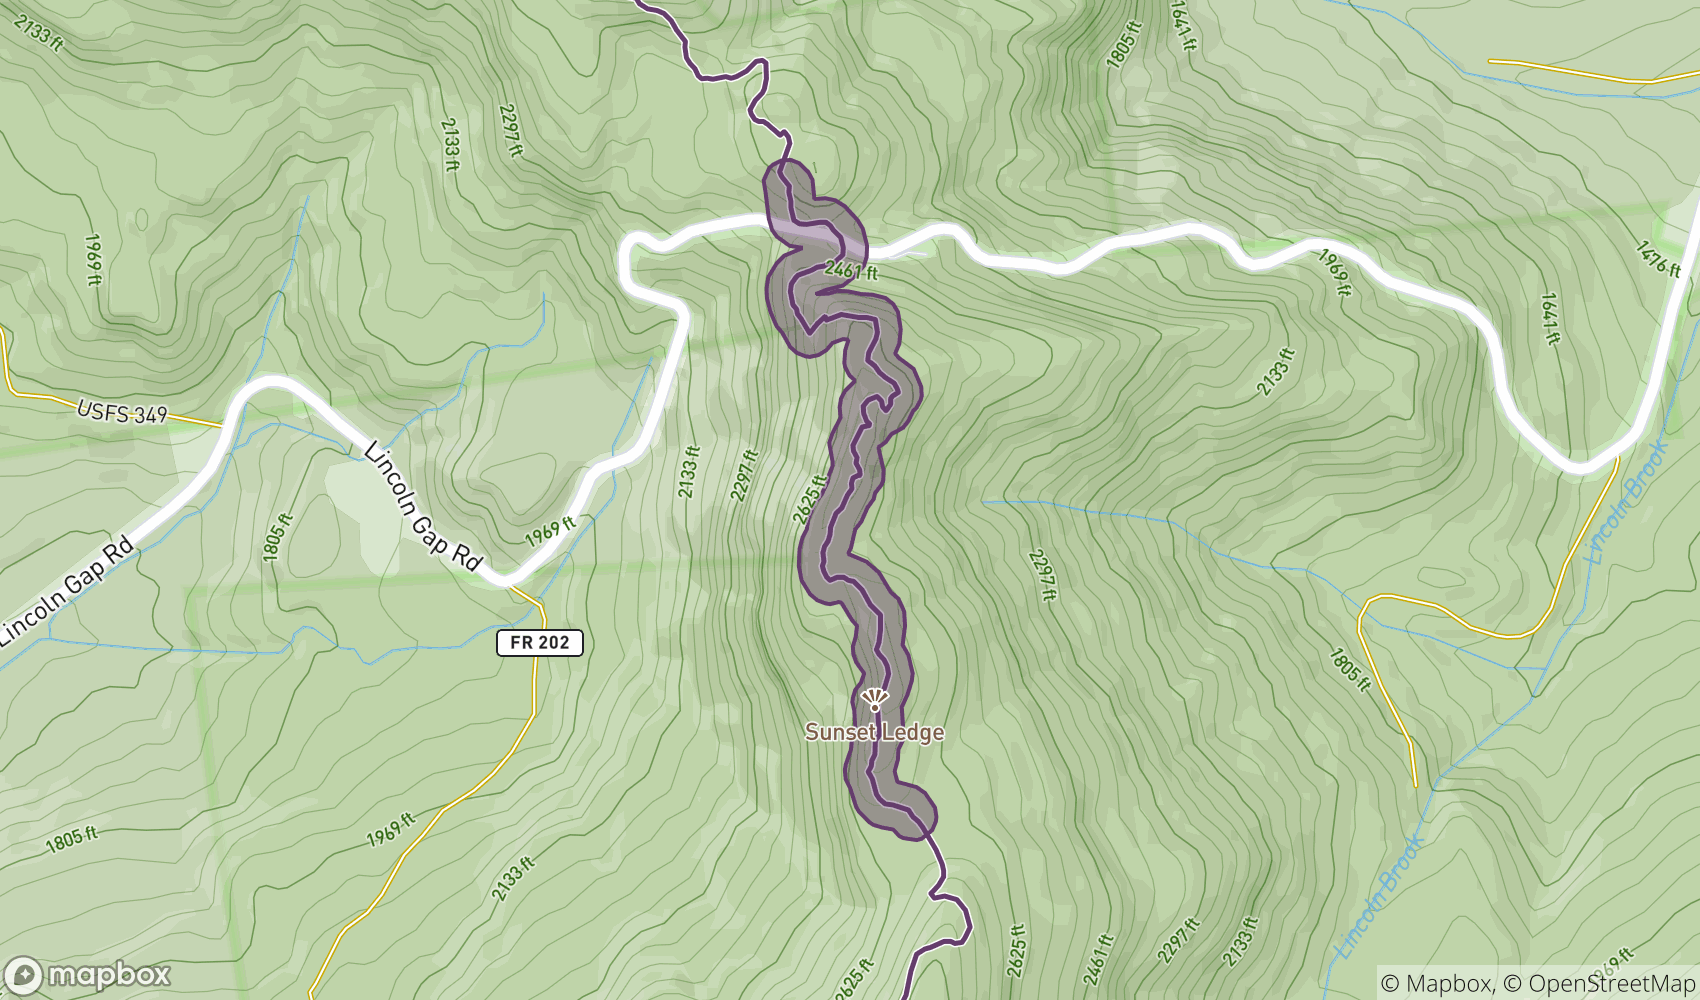 2133 ft
1805 ft
1641 ft
2297 ft
2133 ft
1969 ft
2461 ft
1969 ft
1476 ft
1641 ft
2133 ft
USFS 349
Lincoln Gap Rd
2133 ft
2297 ft
2625 ft
1805 ft
1969 ft
Lincoln Gap Rd
Lincoln Brook
2297 ft
FR 202
1805 ft
Sunset Ledge
1805 ft
1969 ft
2133 ft
Lincoln Brook
2625 ft
2461 ft
2297 ft
2133 ft
2625 ft
mapbox
© Mapbox, © OpenStreetMap